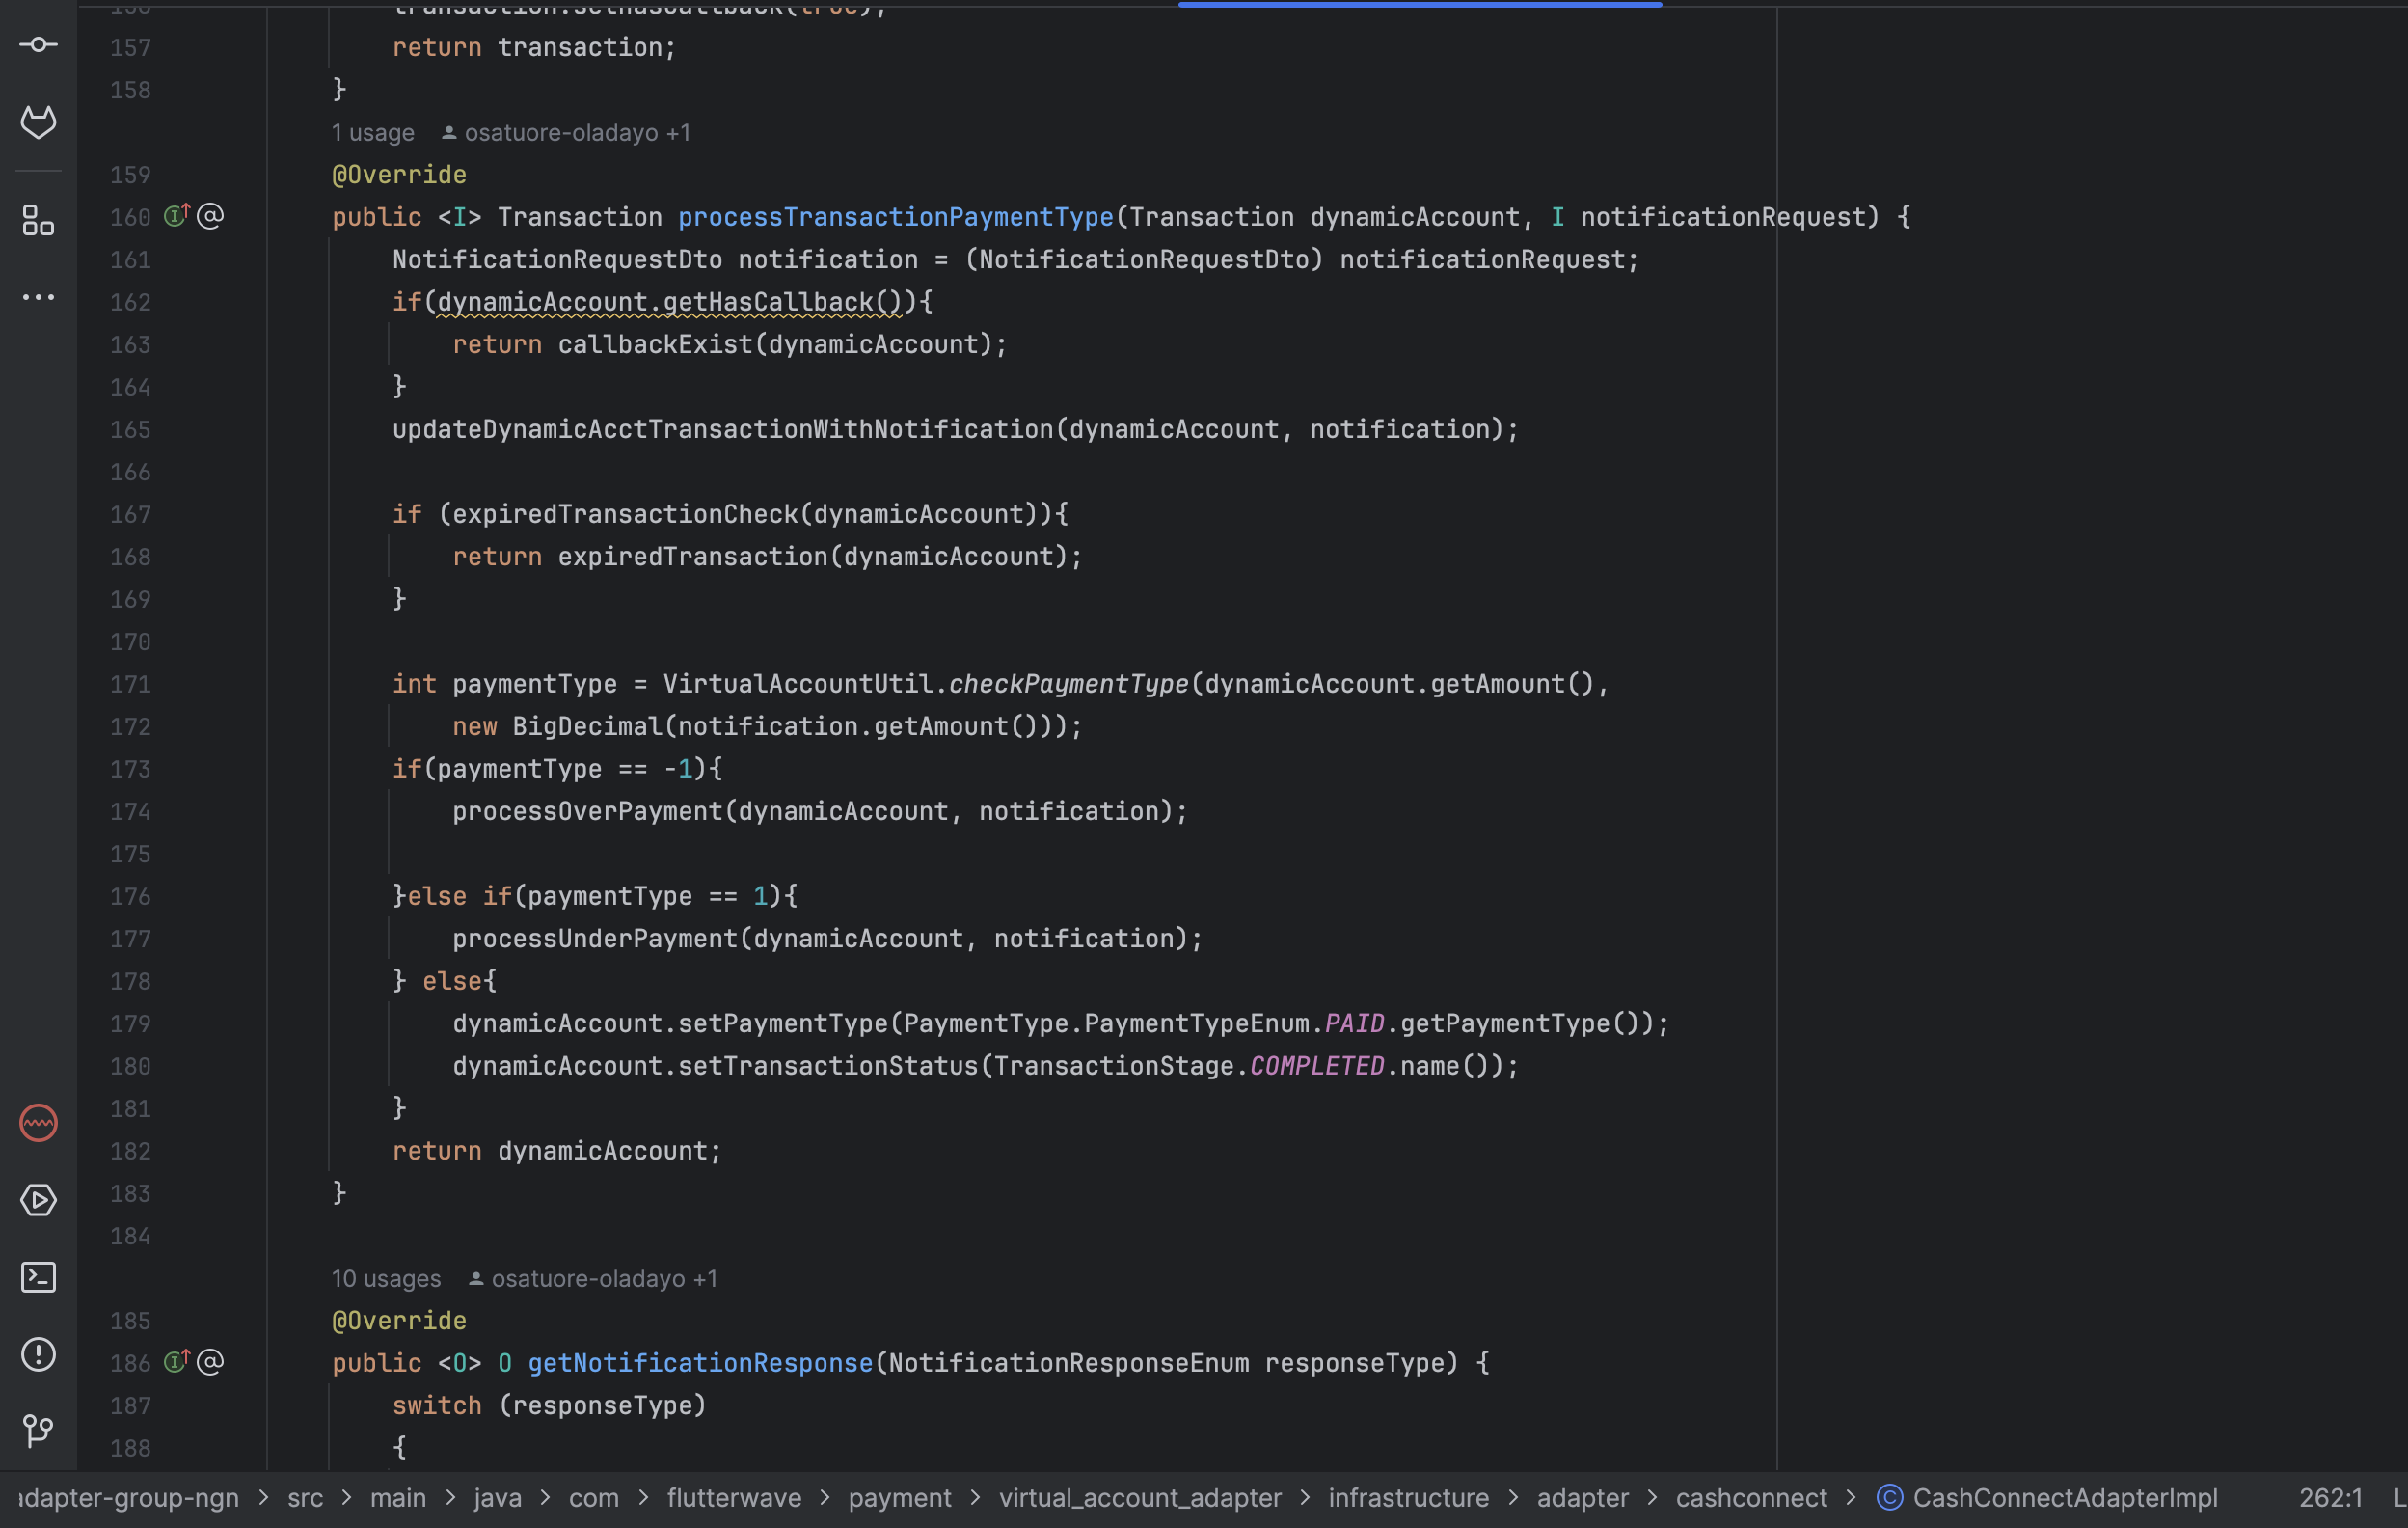 156 transaction.setHasCallback(true);
157 return transaction;
158 }
1 usage osatuore-oladayo +1
159 @Override
160 public <I> Transaction processTransactionPaymentType(Transaction dynamicAccount, I notificationRequest) {
161 NotificationRequestDto notification = (NotificationRequestDto) notificationRequest;
162 if(dynamicAccount.getHasCallback()){
163 return callbackExist(dynamicAccount);
164 }
165 updateDynamicAcctTransactionWithNotification(dynamicAccount, notification);
166
167 if (expiredTransactionCheck(dynamicAccount)){
168 return expiredTransaction(dynamicAccount);
169 }
170
171 int paymentType = VirtualAccountUtil.checkPaymentType(dynamicAccount.getAmount(),
172 new BigDecimal(notification.getAmount()));
173 if(paymentType == -1){
174 processOverPayment(dynamicAccount, notification);
175
176 }else if(paymentType == 1){
177 processUnderPayment(dynamicAccount, notification);
178 } else{
179 dynamicAccount.setPaymentType(PaymentType.PaymentTypeEnum.PAID.getPaymentType());
180 dynamicAccount.setTransactionStatus(TransactionStage.COMPLETED.name());
181 }
182 return dynamicAccount;
183 }
184
10 usages osatuore-oladayo +1
185 @Override
186 public <O> O getNotificationResponse(NotificationResponseEnum responseType) {
187 switch (responseType)
188 {
adapter-group-ngn > src > main > java > com > flutterwave > payment > virtual_account_adapter > infrastructure > adapter > cashconnect > CashConnectAdapterImpl 262:1 L